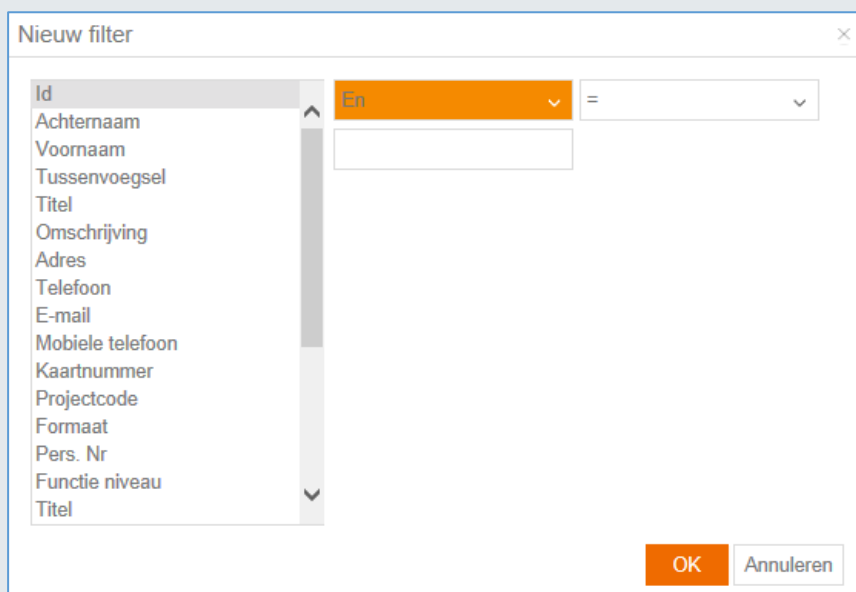 Nieuw filter
Id
En
=
Achternaam
Voornaam
Tussenvoegsel
Titel
Omschrijving
Adres
Telefoon
E-mail
Mobiele telefoon
Kaartnummer
Projectcode
Formaat
Pers. Nr
Functie niveau
Titel
OK
Annuleren